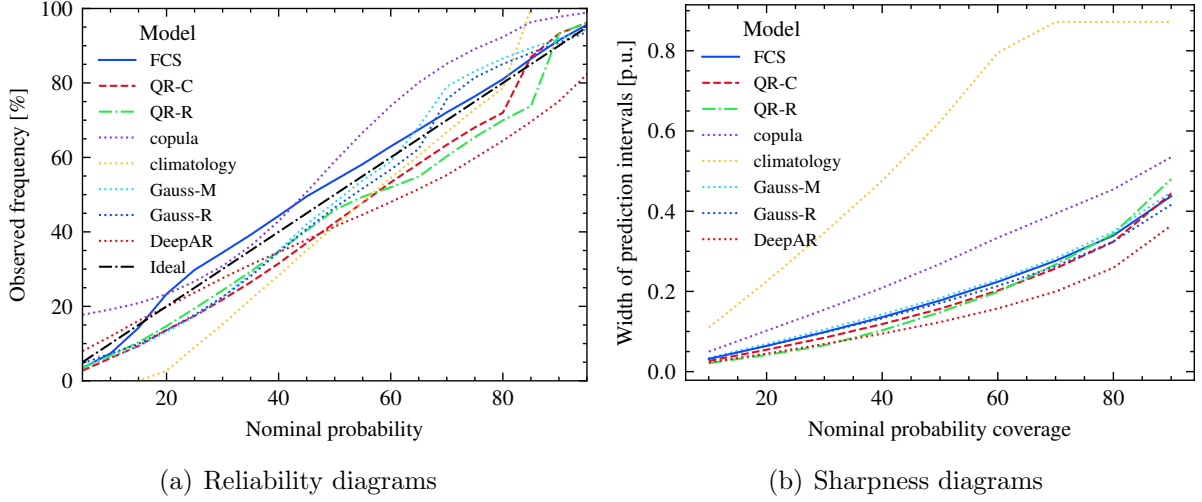 100
80
60
40
20
0
Observed frequency [%]
Model
FCS
QR-C
QR-R
copula
climatology
Gauss-M
Gauss-R
DeepAR
Ideal
20
40
60
80
Nominal probability
(a) Reliability diagrams
0.8
0.6
0.4
0.2
0.0
Width of prediction intervals [p.u.]
Model
FCS
QR-C
QR-R
copula
climatology
Gauss-M
Gauss-R
DeepAR
20
40
60
80
Nominal probability coverage
(b) Sharpness diagrams